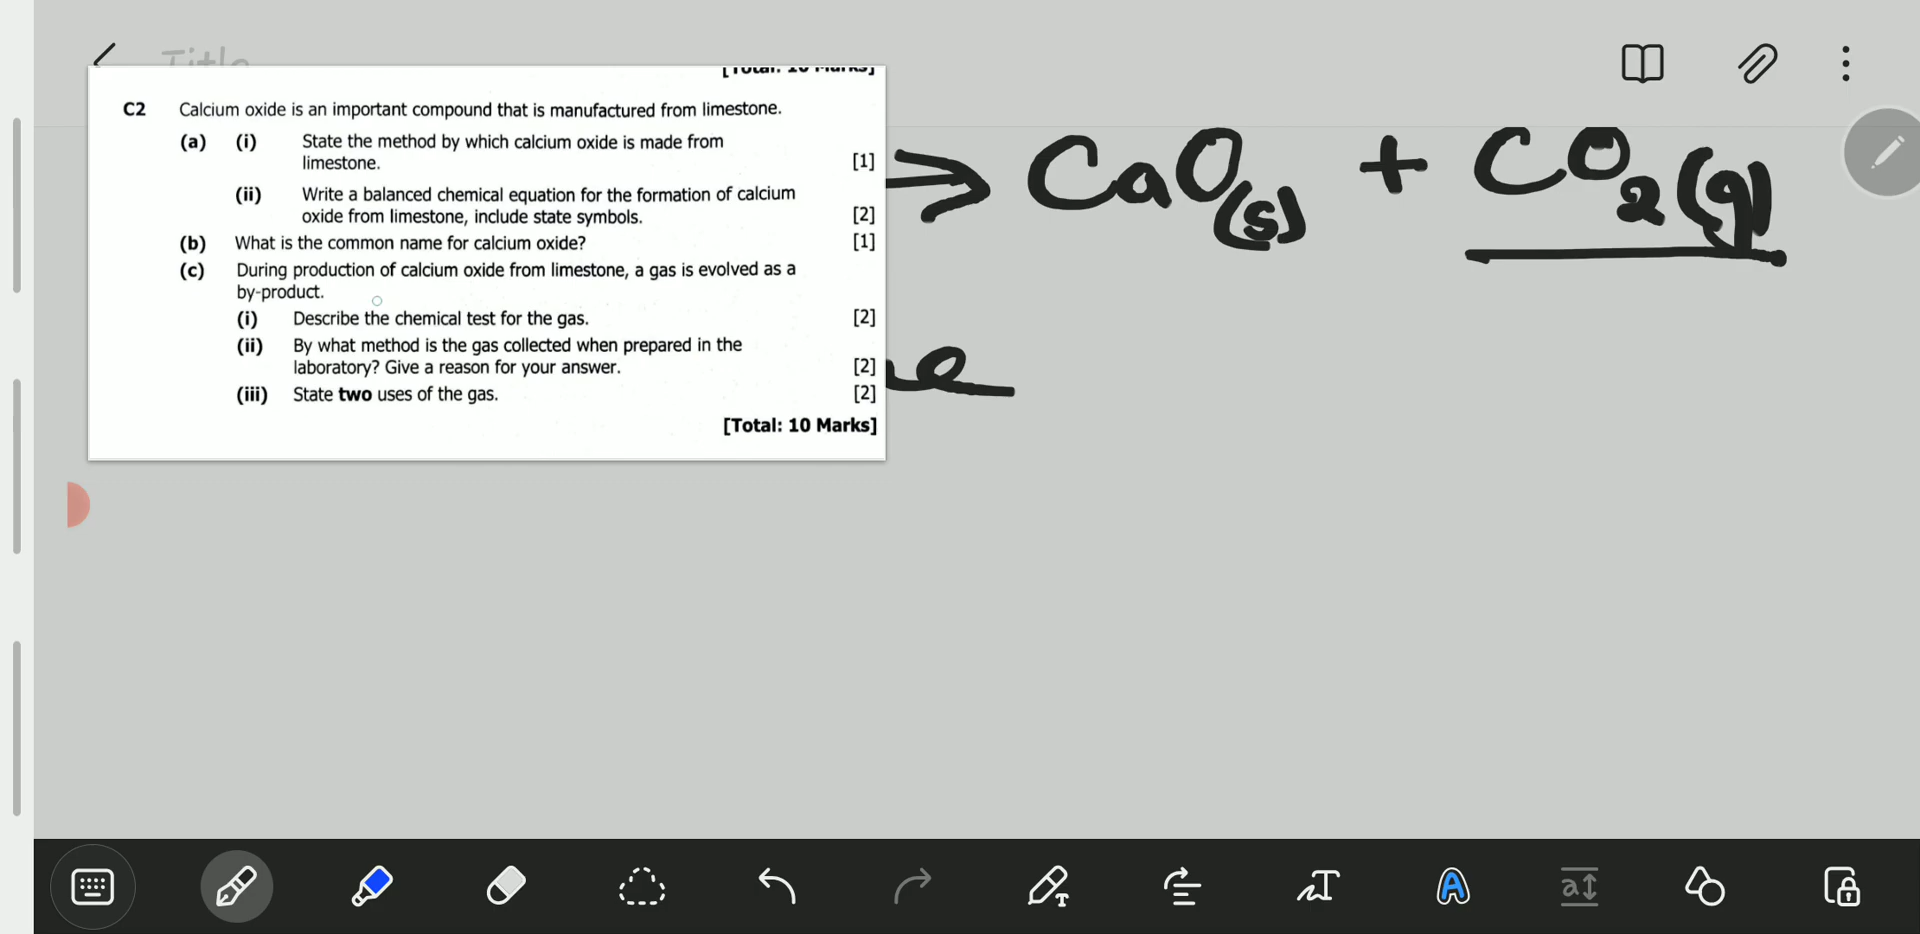 Title
[Total: 10 Marks]
C2 Calcium oxide is an important compound that is manufactured from limestone.
(a) (i) State the method by which calcium oxide is made from
limestone. [1]
(ii) Write a balanced chemical equation for the formation of calcium
oxide from limestone, include state symbols. [2]
(b) What is the common name for calcium oxide? [1]
(c) During production of calcium oxide from limestone, a gas is evolved as a
by-product.
(i) Describe the chemical test for the gas. [2]
(ii) By what method is the gas collected when prepared in the
laboratory? Give a reason for your answer. [2]
(iii) State two uses of the gas. [2]
[Total: 10 Marks]
→ CaO(s) + CO₂(g)